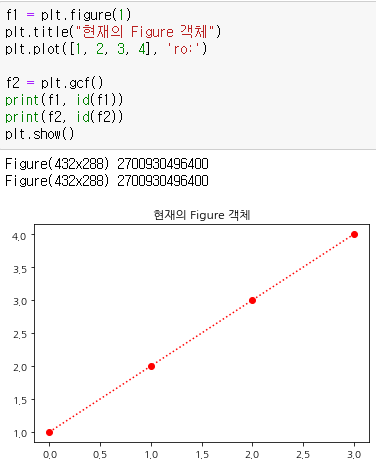 f1 = plt.figure(1)
plt.title("현재의 Figure 객체")
plt.plot([1, 2, 3, 4], 'ro:')
f2 = plt.gcf()
print(f1, id(f1))
print(f2, id(f2))
plt.show()
Figure(432x288) 2700930496400
Figure(432x288) 2700930496400
현재의 Figure 객체
4,0
3,5
3,0
2,5
2,0
1,5
1,0
0,0 0,5 1,0 1,5 2,0 2,5 3,0